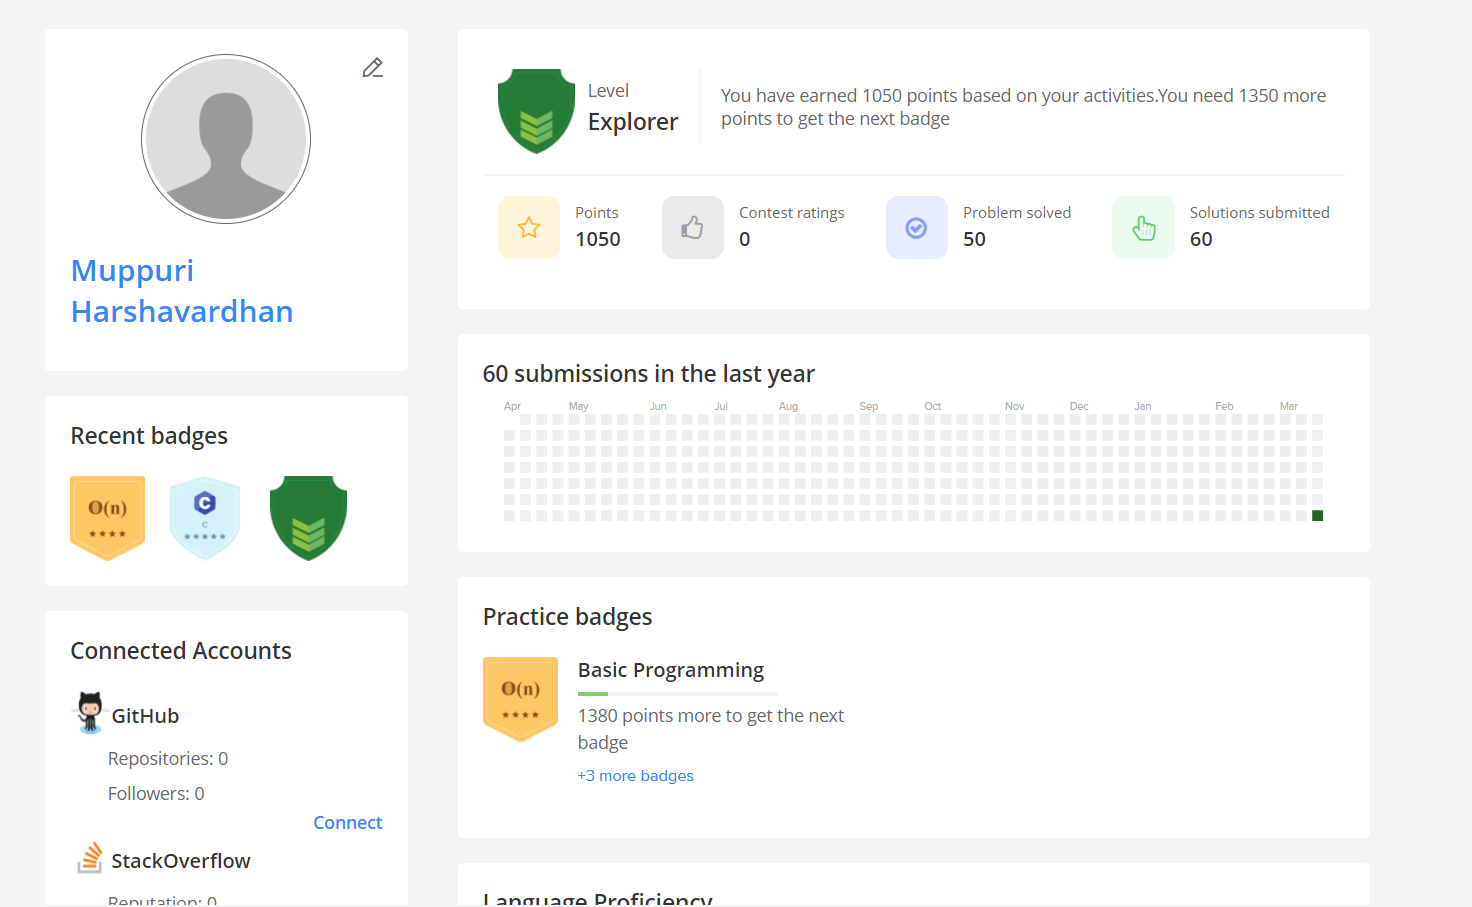 Muppuri
Harshavardhan
Recent badges
O(n)
C
Connected Accounts
GitHub
Repositories: 0
Followers: 0
Connect
StackOverflow
Reputation: 0
Level
Explorer
You have earned 1050 points based on your activities.You need 1350 more
points to get the next badge
Points
1050
Contest ratings
0
Problem solved
50
Solutions submitted
60
60 submissions in the last year
Apr May Jun Jul Aug Sep Oct Nov Dec Jan Feb Mar
Practice badges
O(n)
Basic Programming
1380 points more to get the next
badge
+3 more badges
Language Proficiency